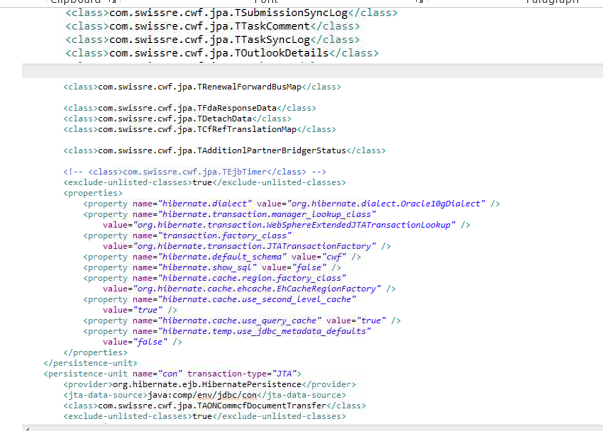 Clipboard
Font
Paragraph
<class>com.swissre.cwf.jpa.TSubmissionSyncLog</class>
<class>com.swissre.cwf.jpa.TTaskComment</class>
<class>com.swissre.cwf.jpa.TTaskSyncLog</class>
<class>com.swissre.cwf.jpa.TOutlookDetails</class>
<class>com.swissre.cwf.jpa.TRenewalForwardBusMap</class>
<class>com.swissre.cwf.jpa.TFdaResponseData</class>
<class>com.swissre.cwf.jpa.TDetachData</class>
<class>com.swissre.cwf.jpa.TCfRefTranslationMap</class>
<class>com.swissre.cwf.jpa.TAdditionlPartnerBridgerStatus</class>
<!-- <class>com.swissre.cwf.jpa.TEjbTimer</class> -->
<exclude-unlisted-classes>true</exclude-unlisted-classes>
<properties>
<property name="hibernate.dialect" value="org.hibernate.dialect.Oracle10gDialect" />
<property name="hibernate.transaction.manager_lookup_class"
value="org.hibernate.transaction.WebSphereExtendedJTATransactionLookup" />
<property name="transaction.factory_class"
value="org.hibernate.transaction.JTATransactionFactory" />
<property name="hibernate.default_schema" value="cwf" />
<property name="hibernate.show_sql" value="false" />
<property name="hibernate.cache.region.factory_class"
value="org.hibernate.cache.ehcache.EhCacheRegionFactory" />
<property name="hibernate.cache.use_second_level_cache"
value="true" />
<property name="hibernate.cache.use_query_cache" value="true" />
<property name="hibernate.temp.use_jdbc_metadata_defaults"
value="false" />
</properties>
</persistence-unit>
<persistence-unit name="con" transaction-type="JTA">
<provider>org.hibernate.ejb.HibernatePersistence</provider>
<jta-data-source>java:comp/env/jdbc/con</jta-data-source>
<class>com.swissre.cwf.jpa.TAONCommcfDocumentTransfer</class>
<exclude-unlisted-classes>true</exclude-unlisted-classes>